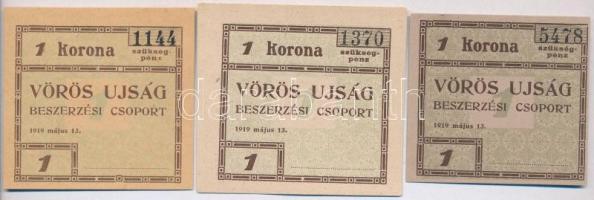 1 korona 1144
szükség-
pénz
VÖRÖS UJSÁG
BESZERZÉSI CSOPORT
1919 május 13.
1
1 korona 1370
szükség-
pénz
VÖRÖS UJSÁG
BESZERZÉSI CSOPORT
1919 május 13.
1
1 korona 5478
szükség-
pénz
VÖRÖS UJSÁG
BESZERZÉSI CSOPORT
1919 május 13.
1